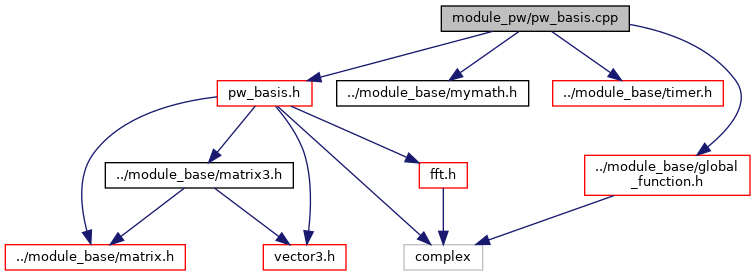 module_pw/pw_basis.cpp
pw_basis.h
../module_base/mymath.h
../module_base/timer.h
../module_base/matrix3.h
fft.h
../module_base/global
_function.h
../module_base/matrix.h
vector3.h
complex